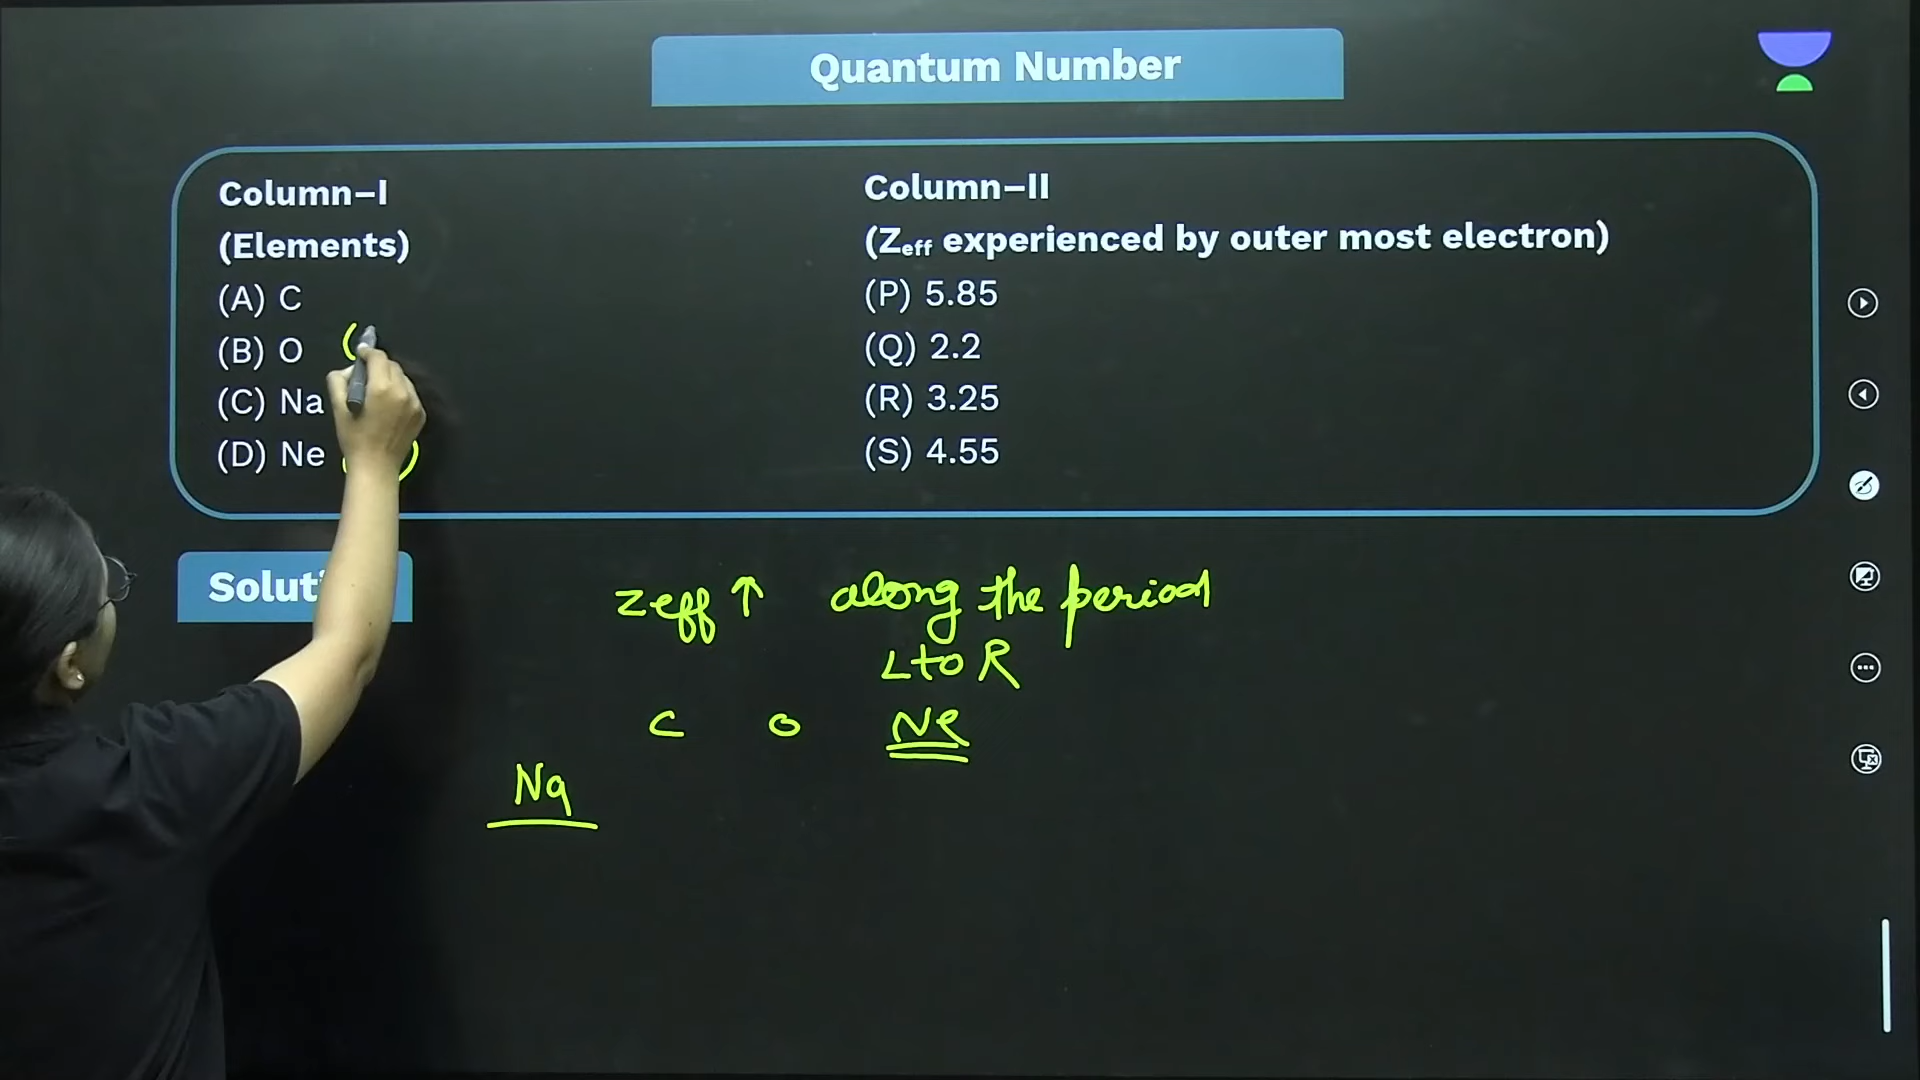 Quantum Number
Column–I
(Elements)
(A) C
(B) O (
(C) Na
(D) Ne )
Column–II
(Zeff experienced by outer most electron)
(P) 5.85
(Q) 2.2
(R) 3.25
(S) 4.55
Soluti
Zeff ↑ along the period
L to R
C O Ne
Na